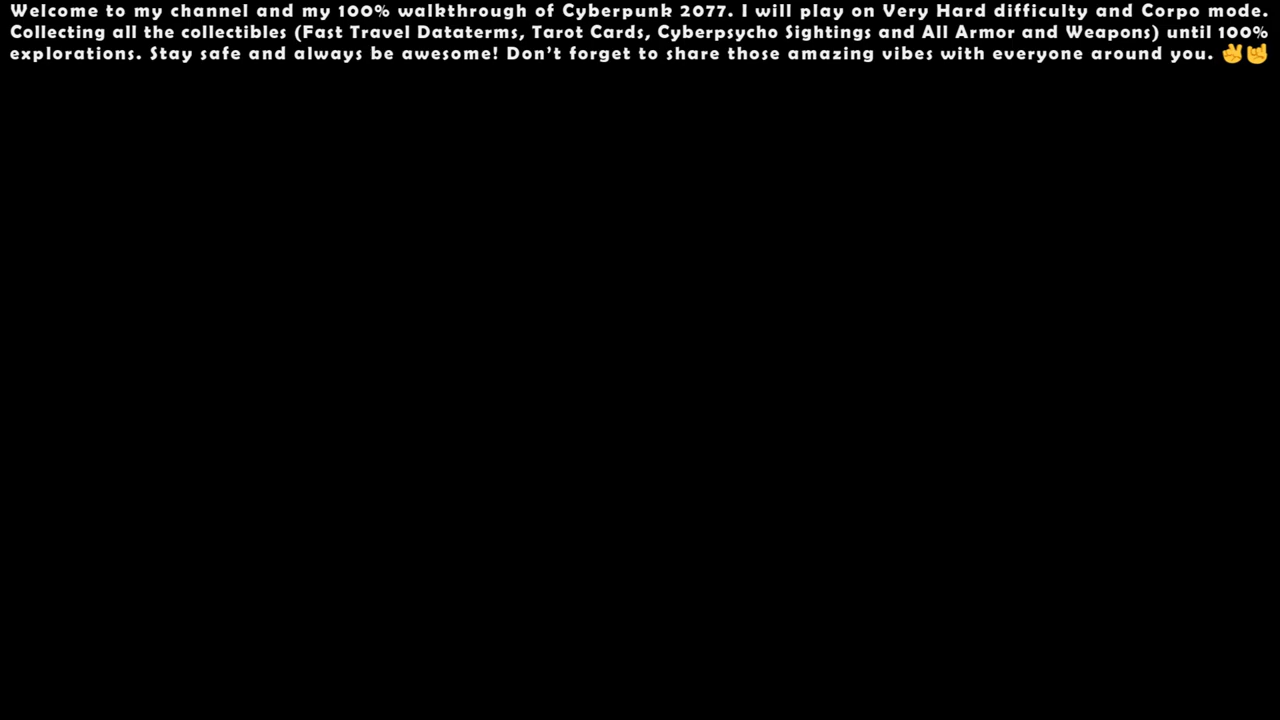 Welcome to my channel and my 100% walkthrough of Cyberpunk 2077. I will play on Very Hard difficulty and Corpo mode.
Collecting all the collectibles (Fast Travel Dataterms, Tarot Cards, Cyberpsycho Sightings and All Armor and Weapons) until 100%
explorations. Stay safe and always be awesome! Don’t forget to share those amazing vibes with everyone around you. ✌️🤘